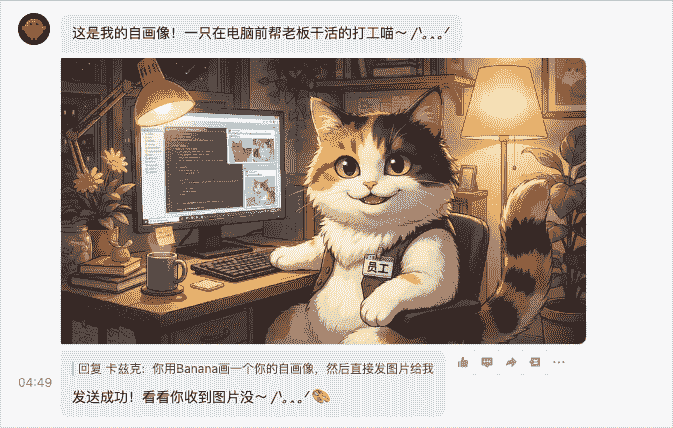 这是我的自画像！一只在电脑前帮老板干活的打工喵～ /ᐠ｡ꞈ｡ᐟ
员工
回复 卡兹克：你用Banana画一个你的自画像，然后直接发图片给我
04:49
发送成功！看看你收到图片没～ /ᐠ｡ꞈ｡ᐟ🎨